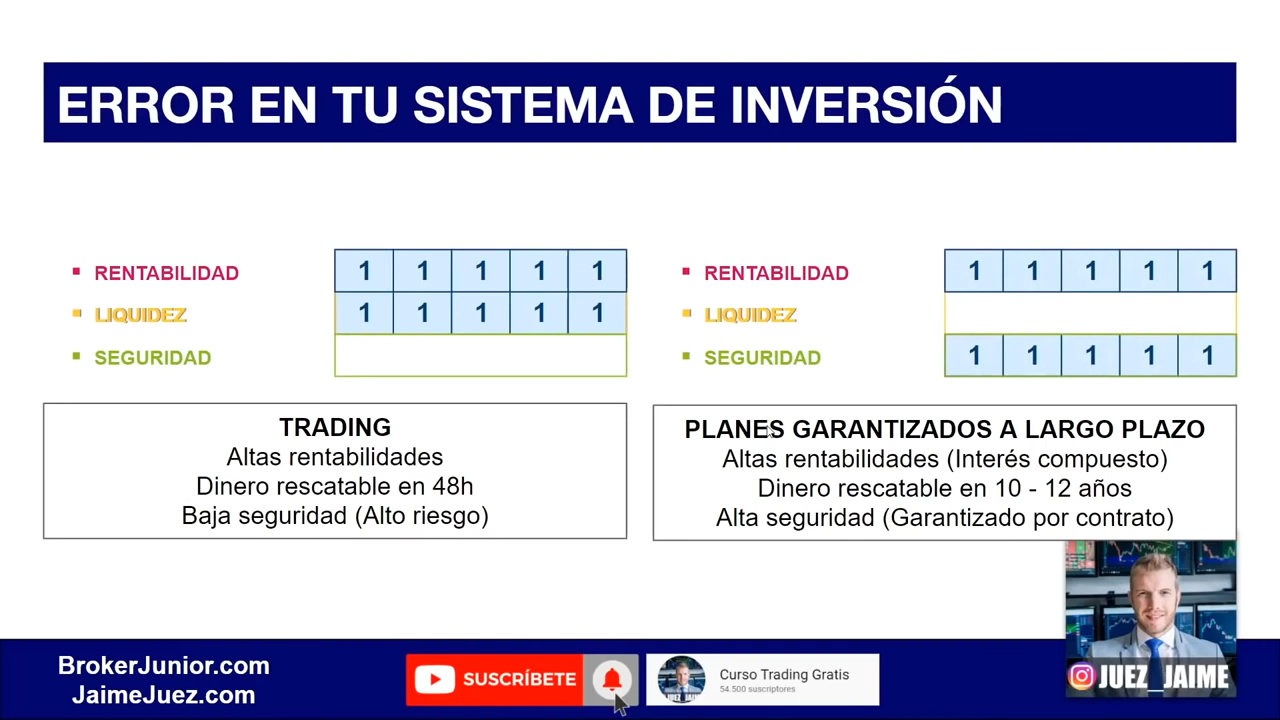 ERROR EN TU SISTEMA DE INVERSIÓN
RENTABILIDAD
1 1 1 1 1
LIQUIDEZ
1 1 1 1 1
SEGURIDAD
TRADING
Altas rentabilidades
Dinero rescatable en 48h
Baja seguridad (Alto riesgo)
RENTABILIDAD
1 1 1 1 1
LIQUIDEZ
SEGURIDAD
1 1 1 1 1
PLANES GARANTIZADOS A LARGO PLAZO
Altas rentabilidades (Interés compuesto)
Dinero rescatable en 10 - 12 años
Alta seguridad (Garantizado por contrato)
BrokerJunior.com
JaimeJuez.com
SUSCRÍBETE
JUEZ_JAIME
Curso Trading Gratis
54.500 suscriptores
JUEZ_JAIME